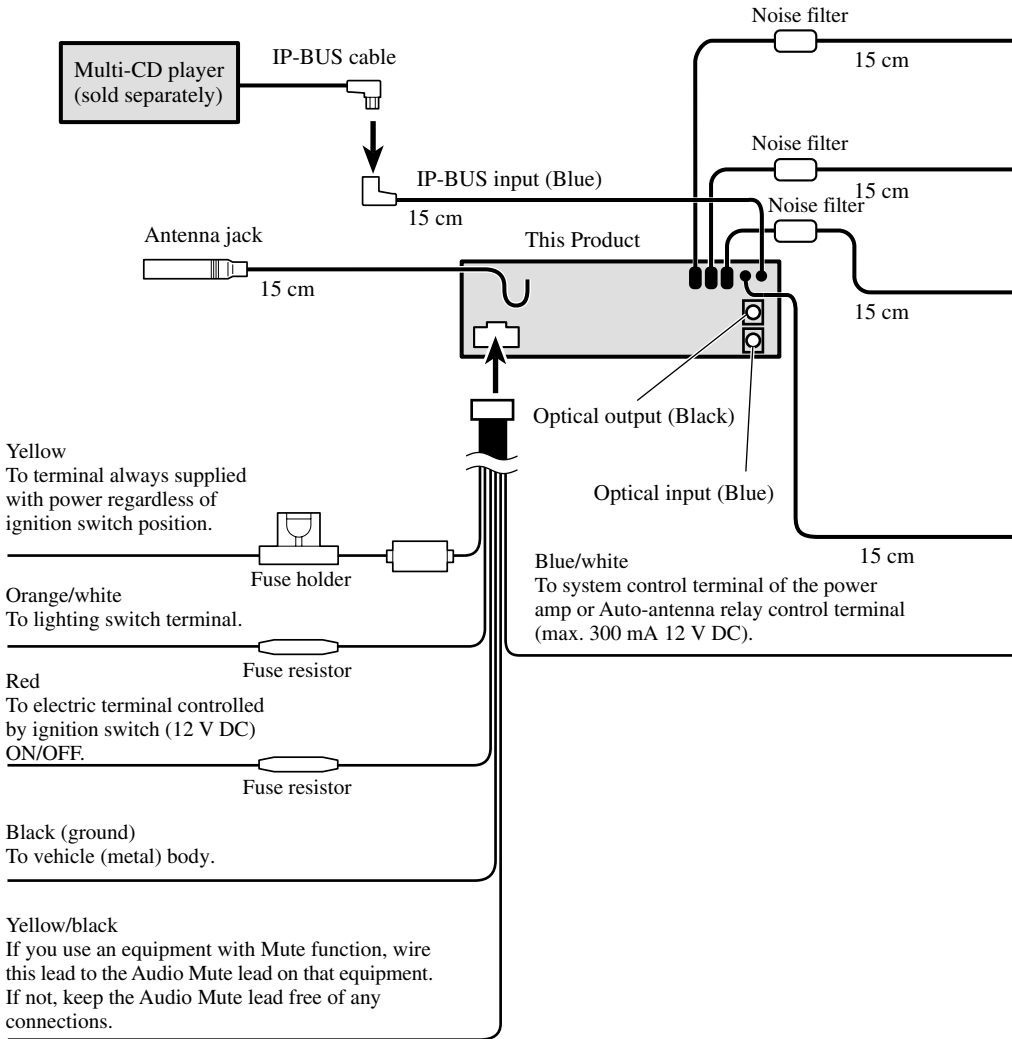 Noise filter
15 cm
IP-BUS cable
Multi-CD player
(sold separately)
Noise filter
15 cm
IP-BUS input (Blue)
15 cm
Noise filter
15 cm
Antenna jack
15 cm
This Product
Optical output (Black)
Optical input (Blue)
15 cm
Yellow
To terminal always supplied
with power regardless of
ignition switch position.
Fuse holder
Orange/white
To lighting switch terminal.
Fuse resistor
Red
To electric terminal controlled
by ignition switch (12 V DC)
ON/OFF.
Fuse resistor
Black (ground)
To vehicle (metal) body.
Yellow/black
If you use an equipment with Mute function, wire
this lead to the Audio Mute lead on that equipment.
If not, keep the Audio Mute lead free of any
connections.
Blue/white
To system control terminal of the power
amp or Auto-antenna relay control terminal
(max. 300 mA 12 V DC).